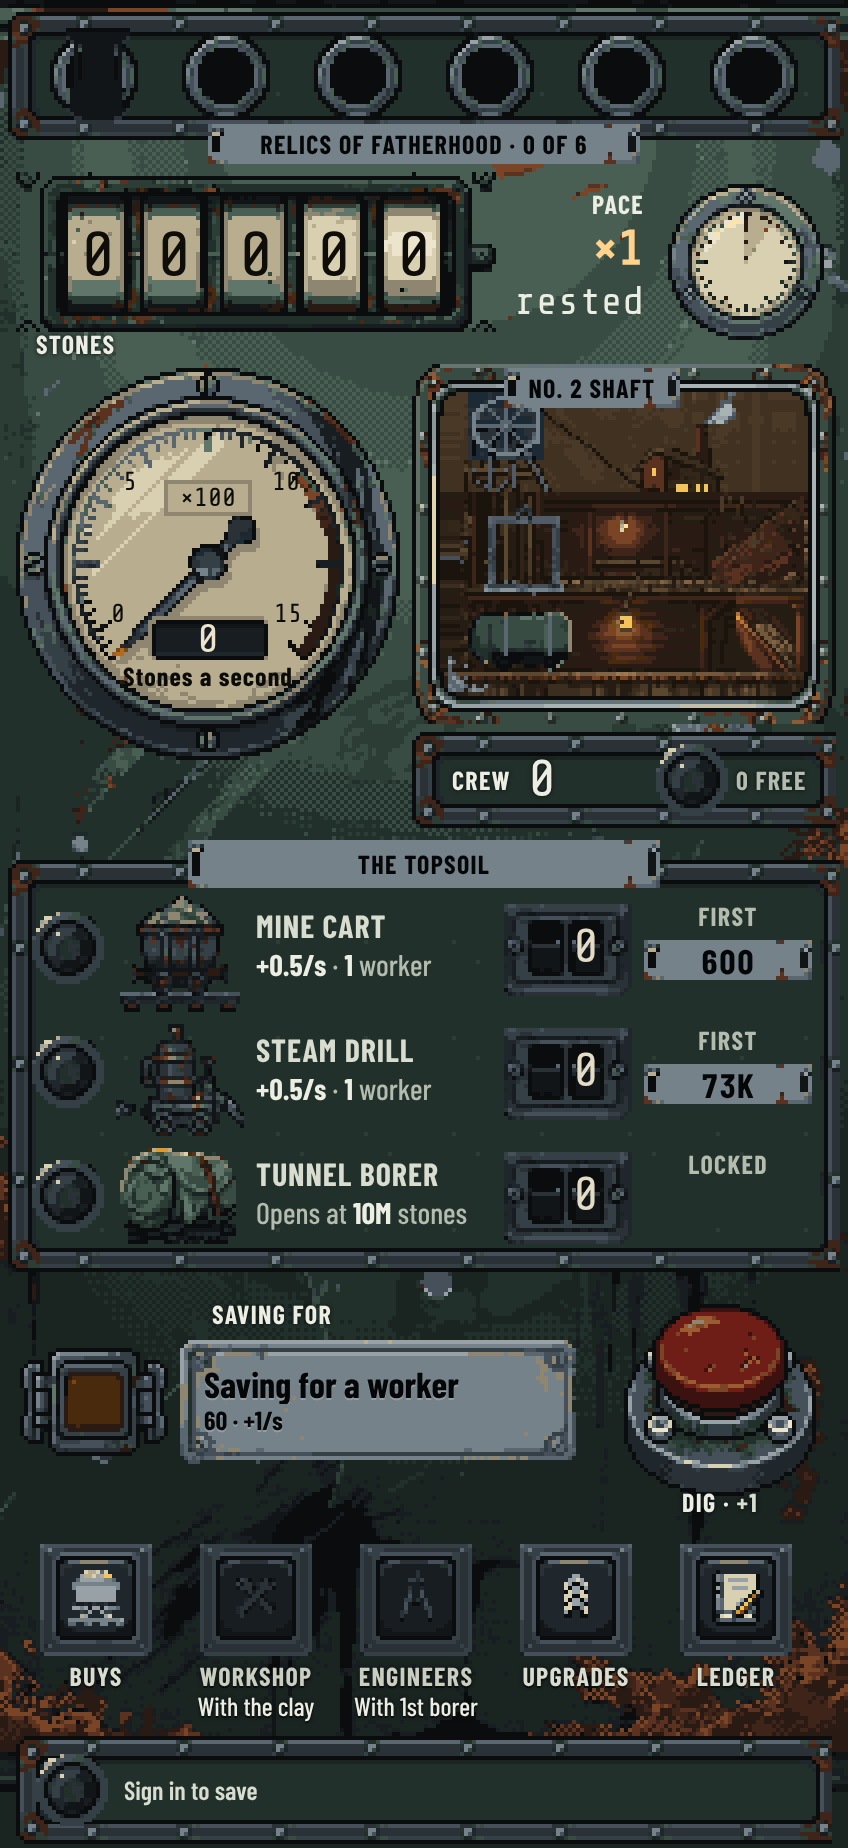 RELICS OF FATHERHOOD · 0 OF 6
0 0 0 0 0
STONES
PACE
×1
rested
5
10
×100
0
15
0
Stones a second
NO. 2 SHAFT
CREW 0
0 FREE
THE TOPSOIL
MINE CART
+0.5/s · 1 worker
0
FIRST
600
STEAM DRILL
+0.5/s · 1 worker
0
FIRST
73K
TUNNEL BORER
Opens at 10M stones
0
LOCKED
SAVING FOR
Saving for a worker
60 · +1/s
DIG · +1
BUYS
WORKSHOP
With the clay
ENGINEERS
With 1st borer
UPGRADES
LEDGER
Sign in to save